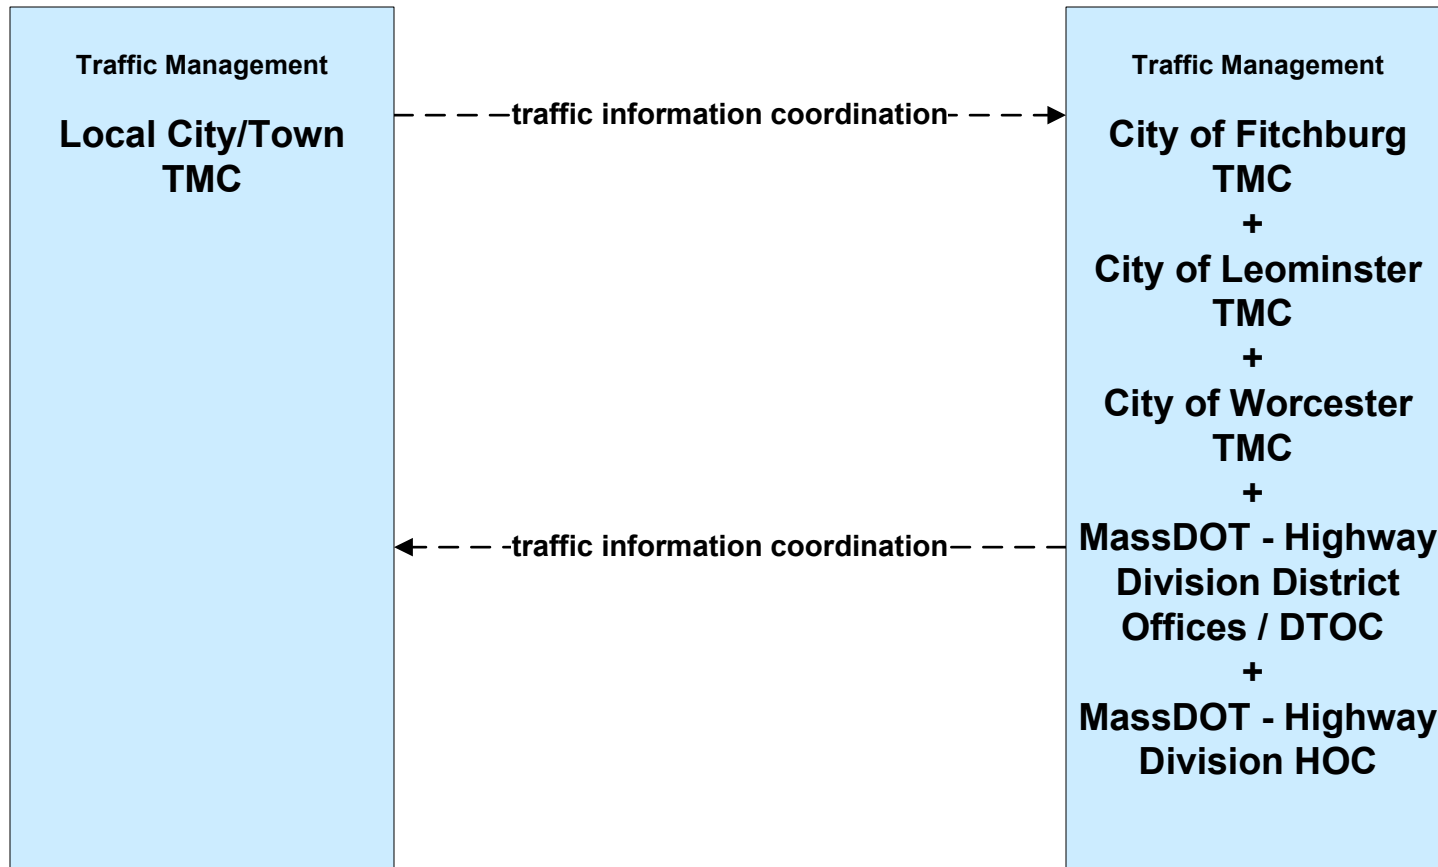 Traffic Management
Local City/Town
TMC
traffic information coordination
traffic information coordination
Traffic Management
City of Fitchburg
TMC
+
City of Leominster
TMC
+
City of Worcester
TMC
+
MassDOT - Highway
Division District
Offices / DTOC
+
MassDOT - Highway
Division HOC